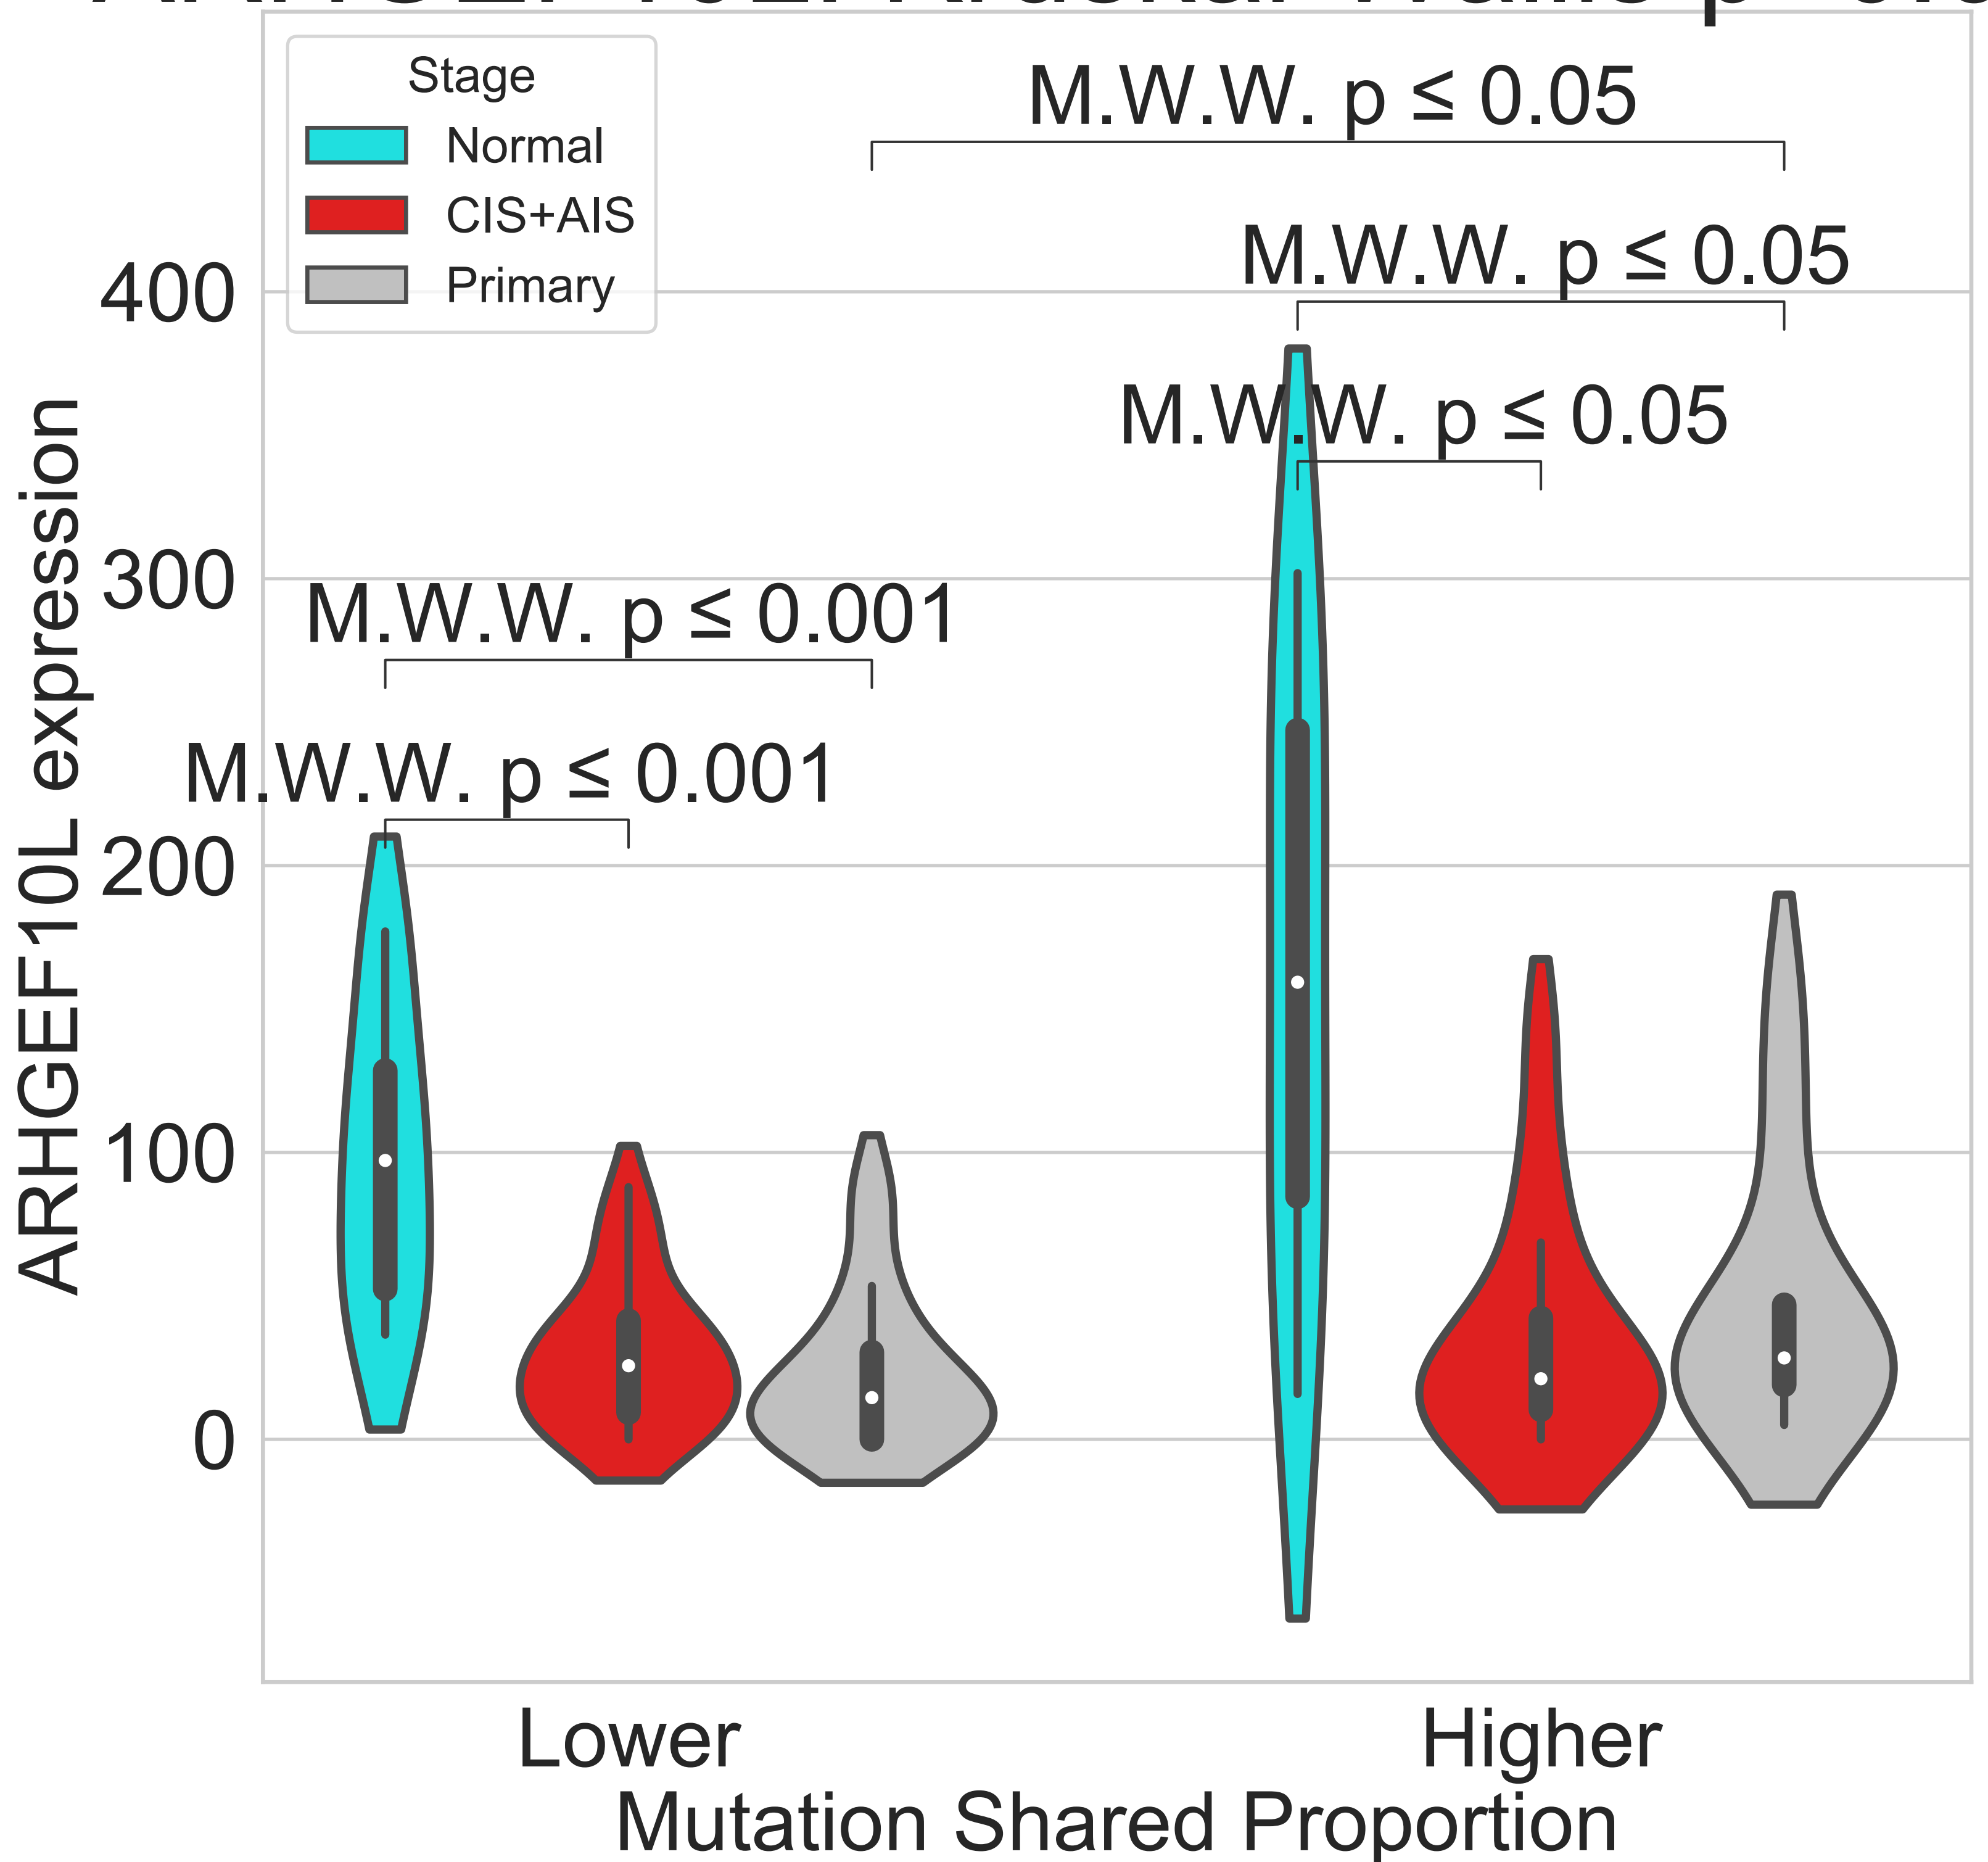 Stage
Normal
CIS+AIS
Primary
M.W.W. p ≤ 0.05
M.W.W. p ≤ 0.05
M.W.W. p ≤ 0.05
M.W.W. p ≤ 0.001
M.W.W. p ≤ 0.001
400
300
200
100
0
ARHGEF10L expression
Lower
Higher
Mutation Shared Proportion